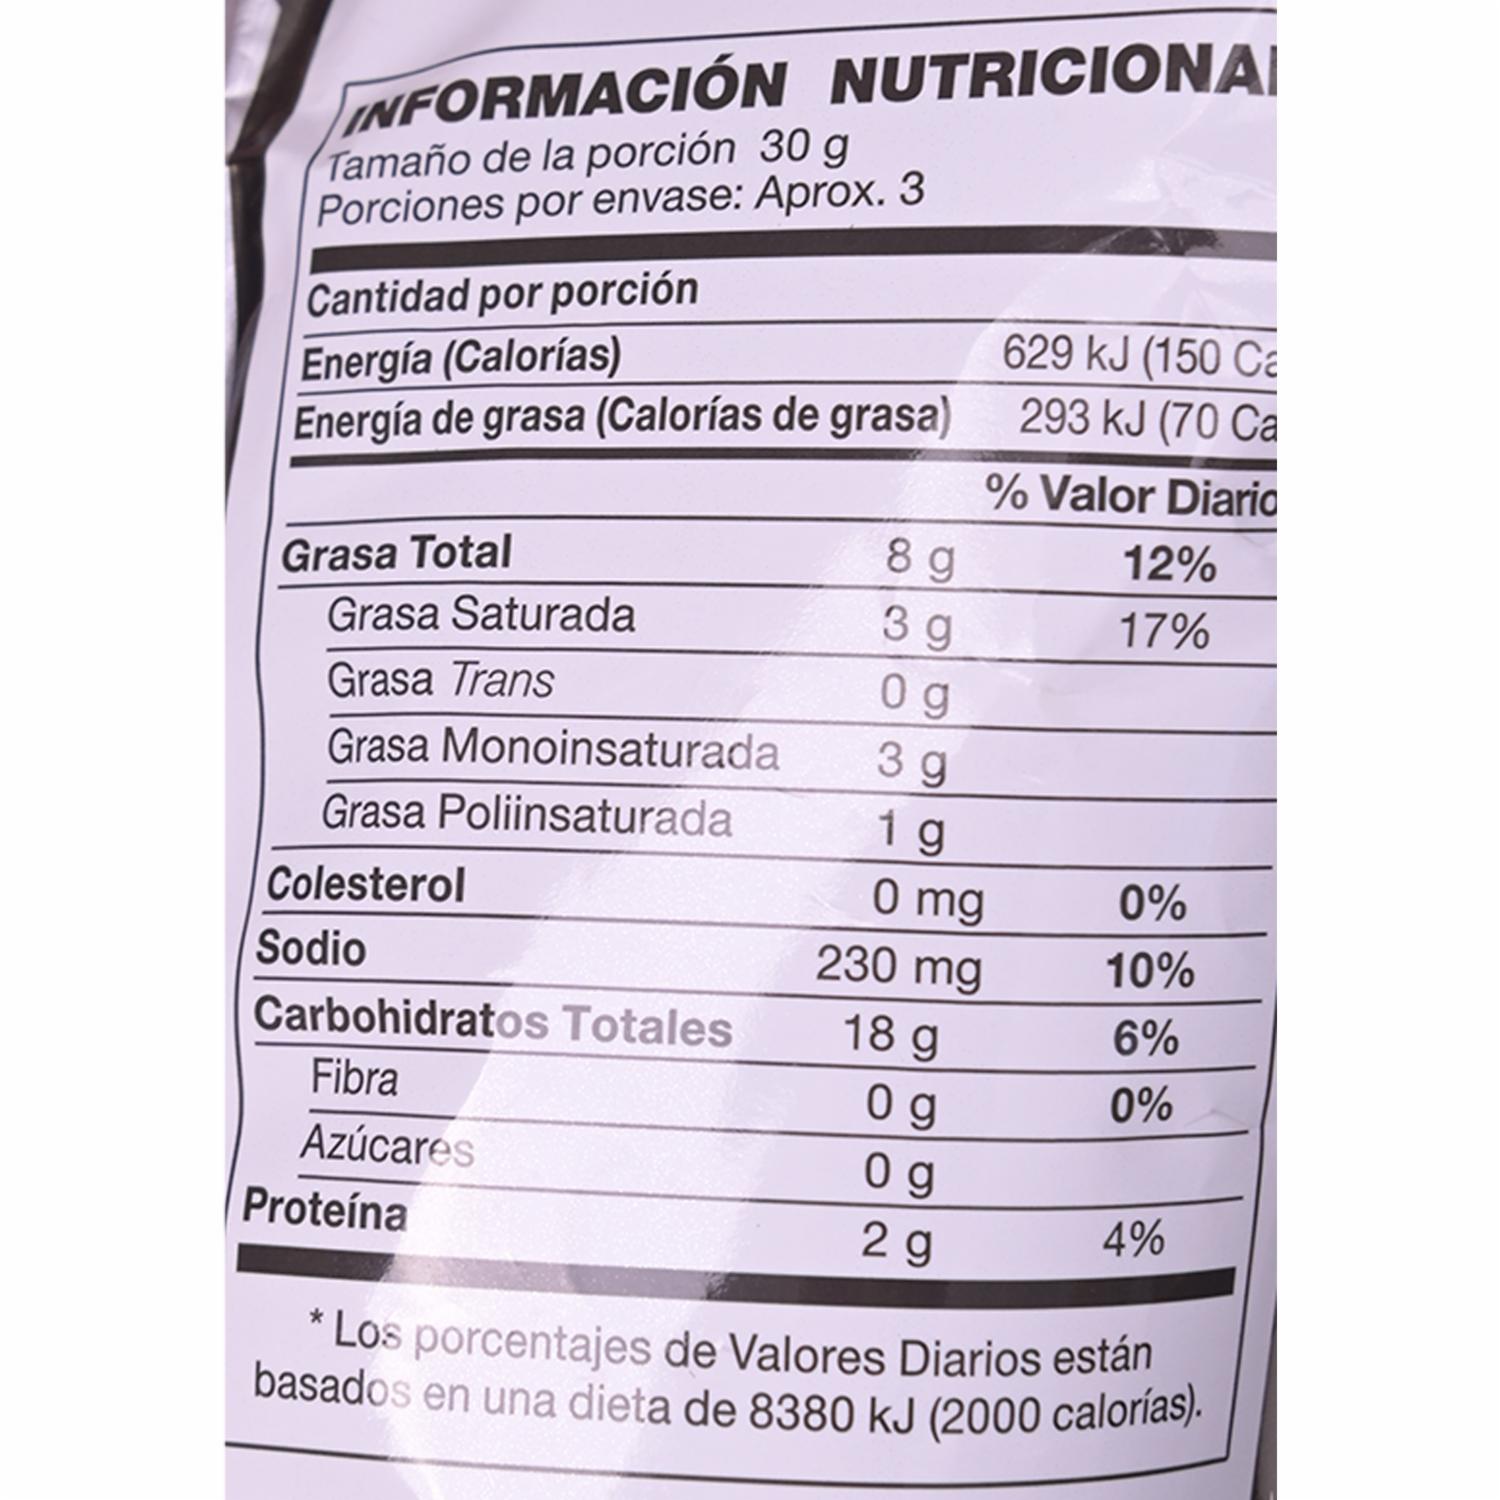 INFORMACIÓN NUTRICIONAL
Tamaño de la porción 30 g
Porciones por envase: Aprox. 3
Cantidad por porción
Energía (Calorías) 629 kJ (150 Ca
Energía de grasa (Calorías de grasa) 293 kJ (70 Ca
% Valor Diario
Grasa Total 8 g 12%
Grasa Saturada 3 g 17%
Grasa Trans 0 g
Grasa Monoinsaturada 3 g
Grasa Poliinsaturada 1 g
Colesterol 0 mg 0%
Sodio 230 mg 10%
Carbohidratos Totales 18 g 6%
Fibra 0 g 0%
Azúcares 0 g
Proteína 2 g 4%
* Los porcentajes de Valores Diarios están
basados en una dieta de 8380 kJ (2000 calorías).